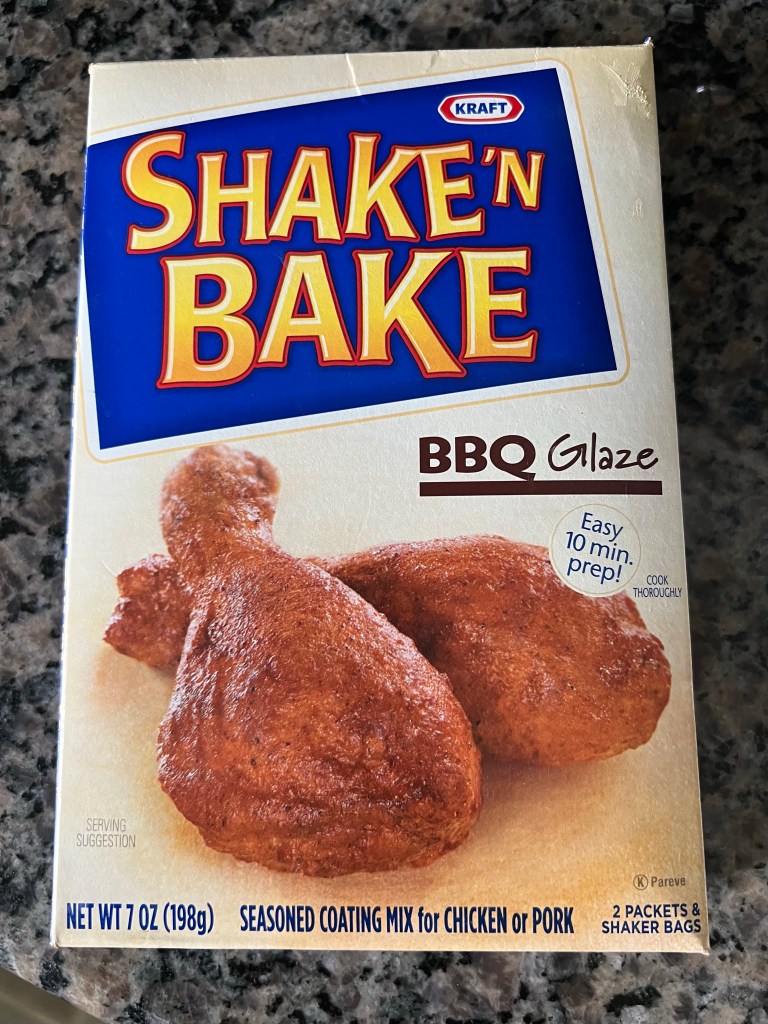 KRAFT
SHAKE'N
BAKE
BBQ Glaze
Easy
10 min.
prep!
COOK
THOROUGHLY
SERVING
SUGGESTION
K Pareve
NET WT 7 OZ (198g) SEASONED COATING MIX for CHICKEN or PORK
2 PACKETS &
SHAKER BAGS